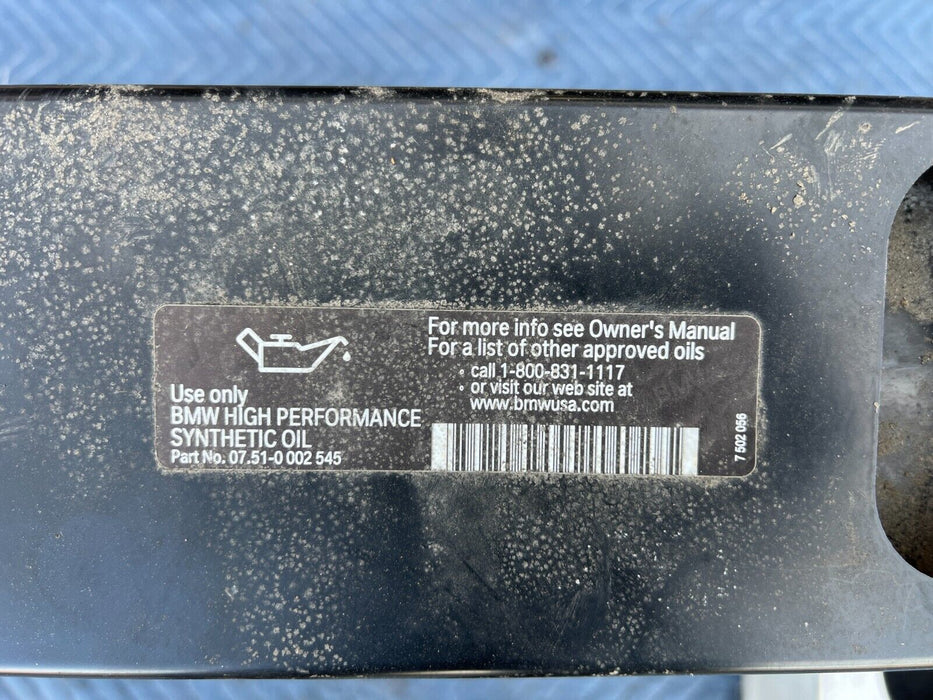 Use only
BMW HIGH PERFORMANCE
SYNTHETIC OIL
Part No. 07.51-0 002 545
For more info see Owner's Manual
For a list of other approved oils
• call 1-800-831-1117
• or visit our web site at
www.bmwusa.com
7 502 056